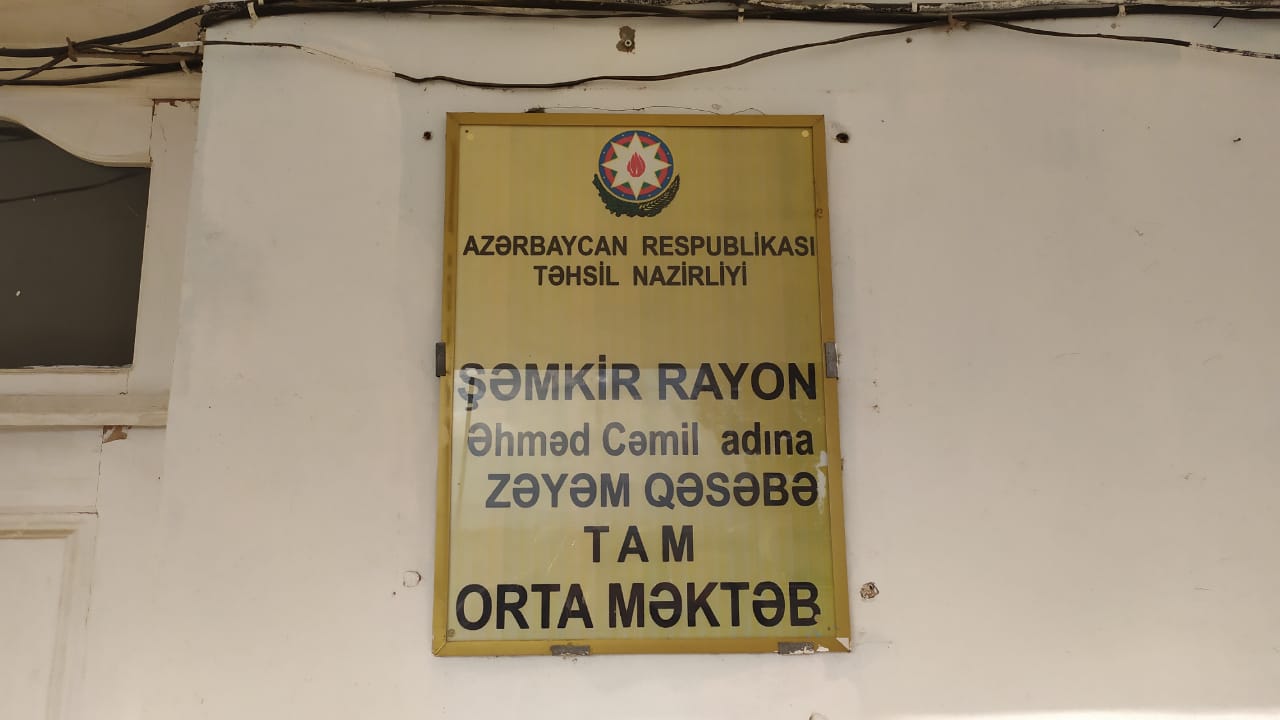 AZƏRBAYCAN RESPUBLİKASI
TƏHSİL NAZİRLİYİ
ŞƏMKİR RAYON
Əhməd Cəmil adına
ZƏYƏM QƏSƏBƏ
TAM
ORTA MƏKTƏB